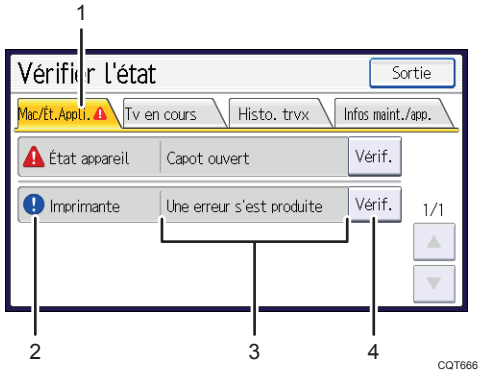 1
Vérifier l'état
Sortie
Mac/Ét.Appli. Tv en cours Histo. trvx Infos maint./app.
État appareil Capot ouvert Vérif.
Imprimante Une erreur s'est produite Vérif.
1/1
2 3 4
CQT666